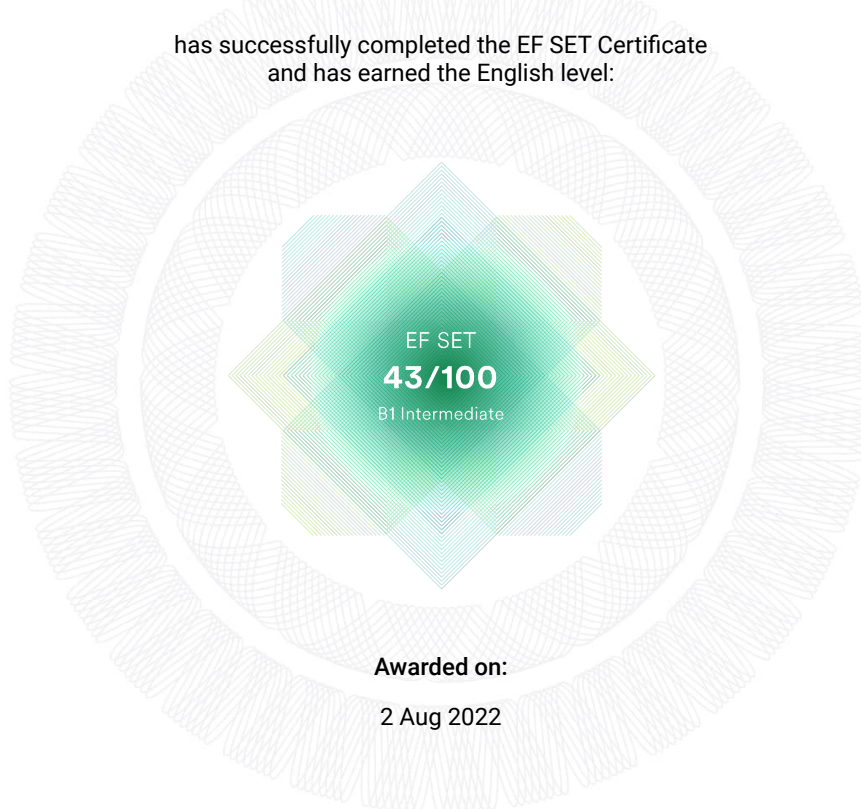 has successfully completed the EF SET Certificate
and has earned the English level:
EF SET
43/100
B1 Intermediate
Awarded on:
2 Aug 2022